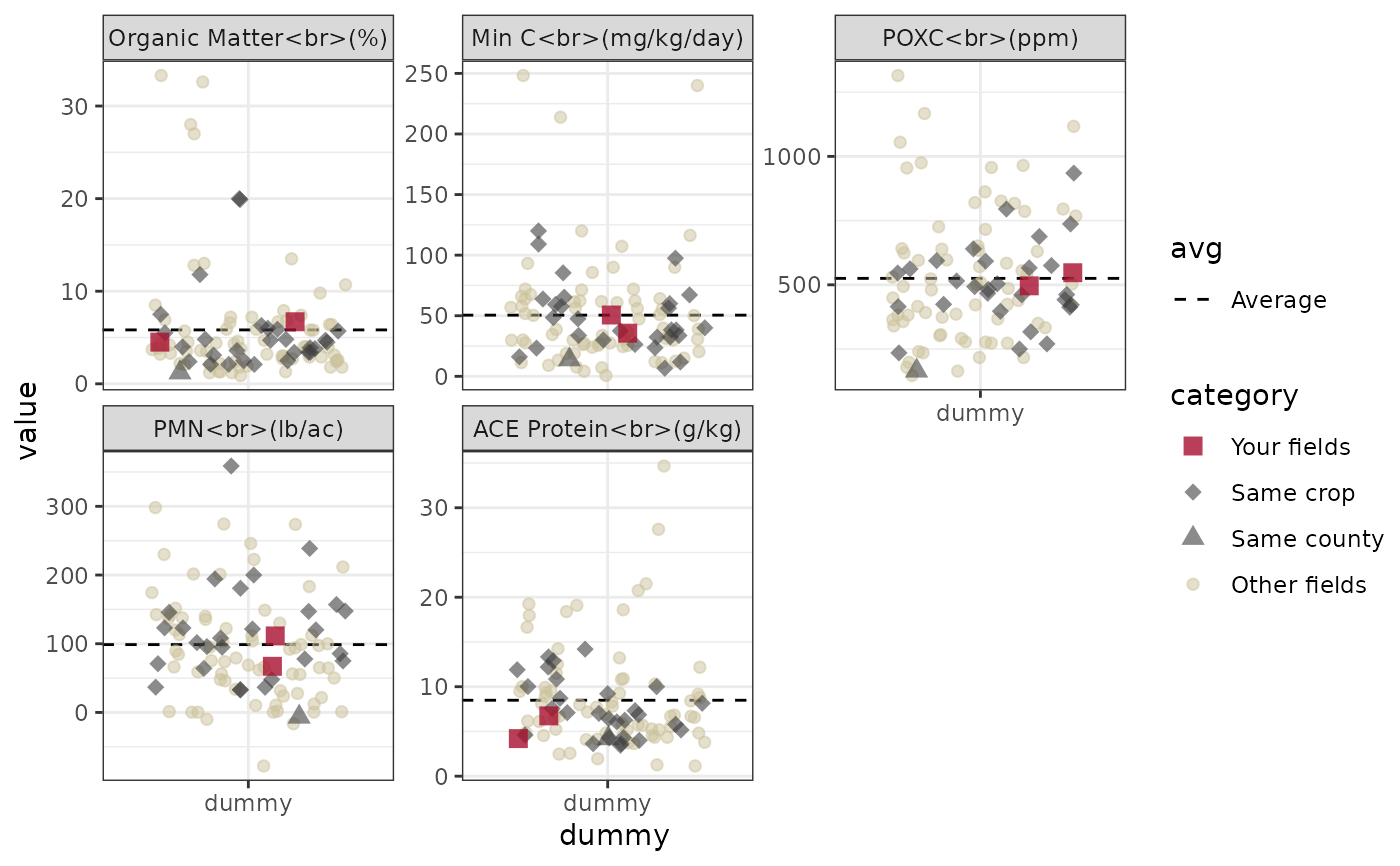 Organic Matter<br>(%)
Min C<br>(mg/kg/day)
POXC<br>(ppm)
30
20
10
0
250
200
150
100
50
0
1000
500
dummy
PMN<br>(lb/ac)
ACE Protein<br>(g/kg)
300
200
100
0
30
20
10
0
dummy
dummy
dummy
value
avg
Average
category
Your fields
Same crop
Same county
Other fields